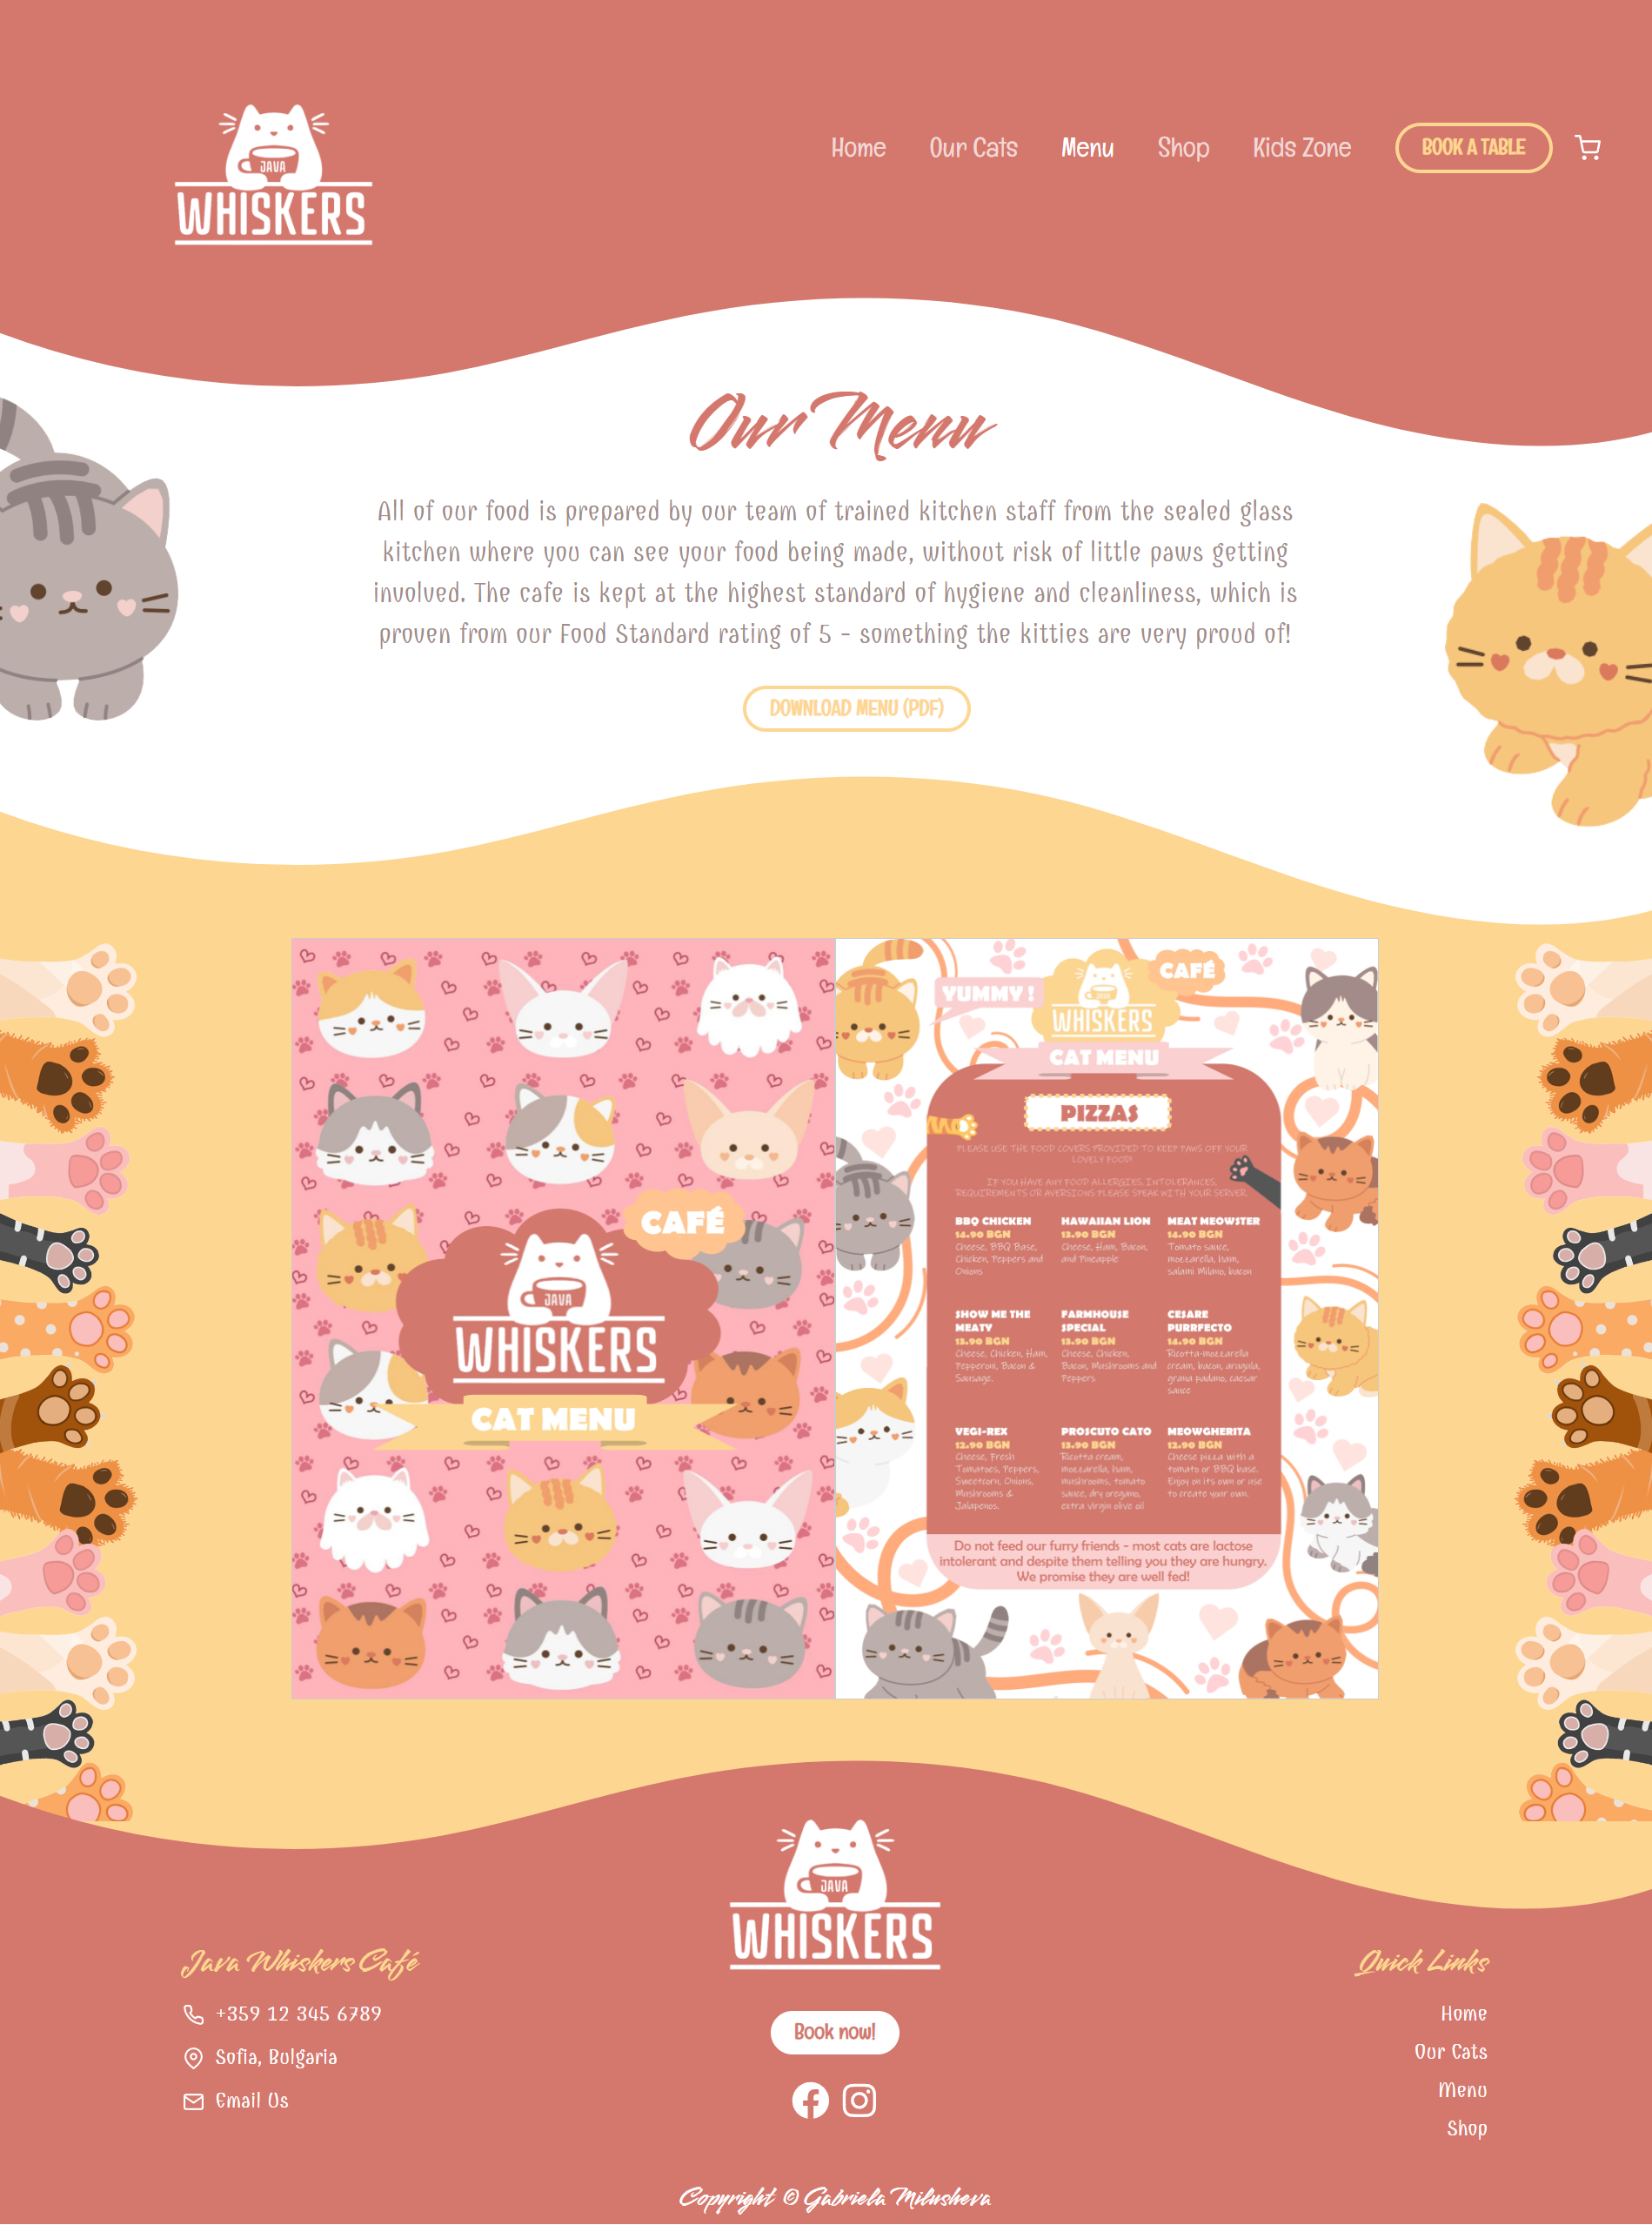 JAVA
WHISKERS
Home
Our Cats
Menu
Shop
Kids Zone
BOOK A TABLE
Our Menu
All of our food is prepared by our team of trained kitchen staff from the sealed glass
kitchen where you can see your food being made, without risk of little paws getting
involved. The cafe is kept at the highest standard of hygiene and cleanliness, which is
proven from our Food Standard rating of 5 - something the kitties are very proud of!
DOWNLOAD MENU (PDF)
CAFÉ
JAVA
WHISKERS
CAT MENU
YUMMY !
CAFÉ
WHISKERS
CAT MENU
PIZZAS
PLEASE USE THE FOOD COVERS PROVIDED TO KEEP PAWS OFF YOUR
LOVELY FOOD!
IF YOU HAVE ANY FOOD ALLERGIES, INTOLERANCES,
REQUIREMENTS OR AVERSIONS PLEASE SPEAK WITH YOUR SERVER.
BBQ CHICKEN
14.90 BGN
Cheese, BBQ Base,
Chicken, Peppers and
Onions
HAWAIIAN LION
13.90 BGN
Cheese, Ham, Bacon,
and Pineapple
MEAT MEOWSTER
14.90 BGN
Tomato sauce,
mozzarella, ham,
salami Milano, bacon
SHOW ME THE
MEATY
13.90 BGN
Cheese, Chicken, Ham,
Pepperoni, Bacon &
Sausage.
FARMHOUSE
SPECIAL
13.90 BGN
Cheese, Chicken,
Bacon, Mushrooms and
Peppers
CESARE
PURRFECTO
14.90 BGN
Ricotta-mozzarella
cream, bacon, arugula,
grana padano, caesar
sauce
VEGI-REX
12.90 BGN
Cheese, Fresh
Tomatoes, Peppers,
Sweetcorn, Onions,
Mushrooms &
Jalapenos.
PROSCUTO CATO
13.90 BGN
Ricotta cream,
mozzarella, ham,
mushrooms, tomato
sauce, dry oregano,
extra virgin olive oil
MEOWGHERITA
12.90 BGN
Cheese pizza with a
tomato or BBQ base.
Enjoy on its own or use
to create your own.
Do not feed our furry friends - most cats are lactose
intolerant and despite them telling you they are hungry.
We promise they are well fed!
JAVA
WHISKERS
Java Whiskers Café
+359 12 345 6789
Sofia, Bulgaria
Email Us
Book now!
Quick Links
Home
Our Cats
Menu
Shop
Copyright © Gabriela Milusheva